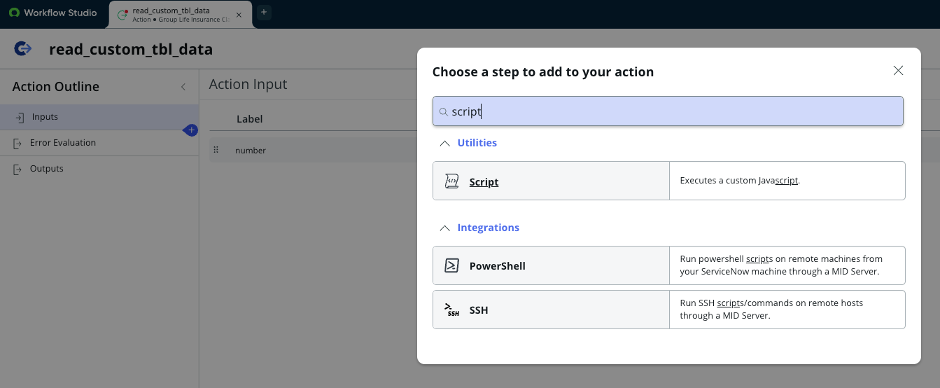 Workflow Studio
read_custom_tbl_data
Action • Group Life Insurance
read_custom_tbl_data
Action Outline
Inputs
Error Evaluation
Outputs
Action Input
Label
number
Choose a step to add to your action
script
Utilities
Script
Executes a custom Javascript.
Integrations
PowerShell
Run powershell scripts on remote machines from
your ServiceNow machine through a MID Server.
SSH
SSH
Run SSH scripts/commands on remote hosts
through a MID Server.